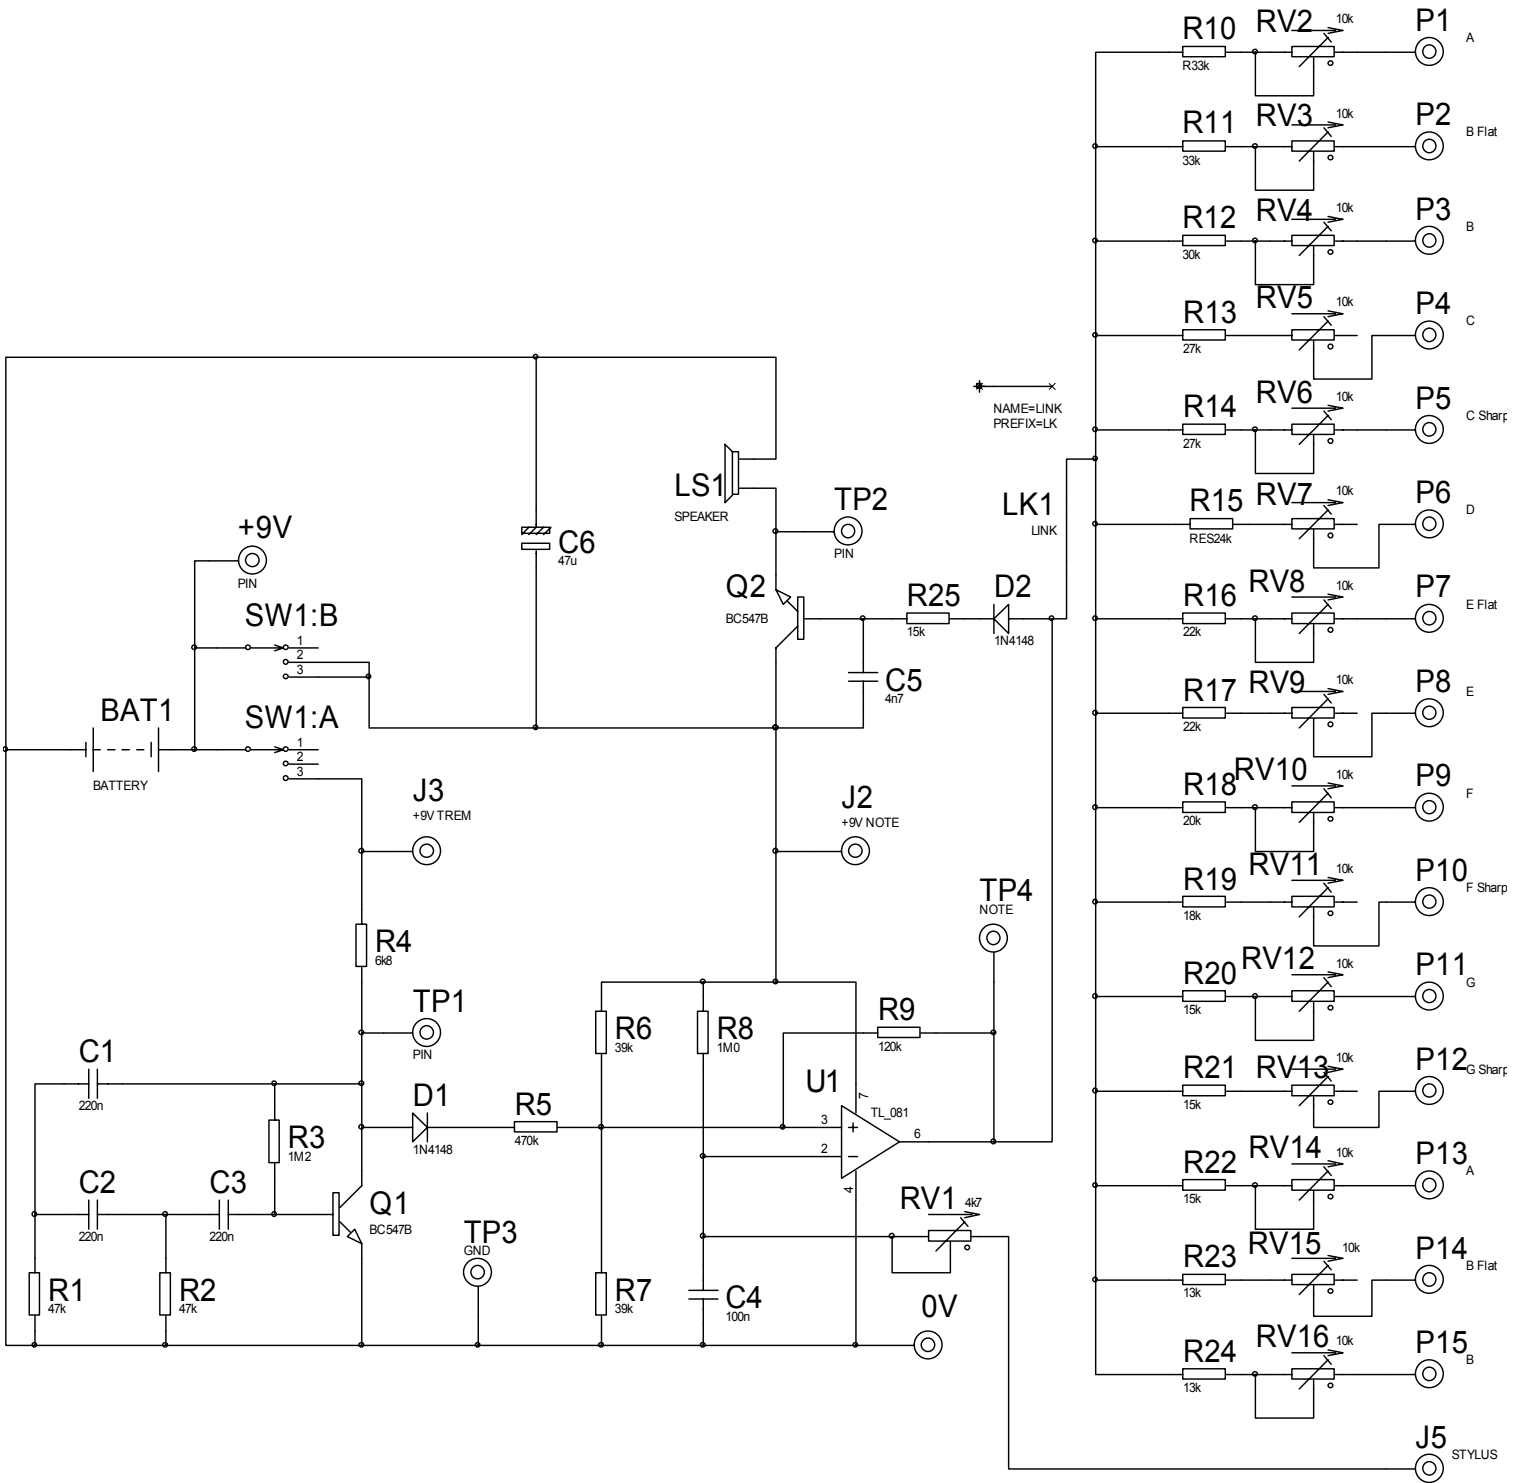 R10
R33k
RV2
10k
P1
A
R11
33k
RV3
10k
P2
B Flat
R12
30k
RV4
10k
P3
B
R13
27k
RV5
10k
P4
C
R14
27k
RV6
10k
P5
C Sharp
R15
RES24k
RV7
10k
P6
D
R16
22k
RV8
10k
P7
E Flat
R17
22k
RV9
10k
P8
E
R18
20k
RV10
10k
P9
F
R19
18k
RV11
10k
P10
F Sharp
R20
15k
RV12
10k
P11
G
R21
15k
RV13
10k
P12
G Sharp
R22
15k
RV14
10k
P13
A
R23
13k
RV15
10k
P14
B Flat
R24
13k
RV16
10k
P15
B
J5
STYLUS
NAME=LINK
PREFIX=LK
LK1
LINK
LS1
SPEAKER
TP2
PIN
C6
47u
+9V
PIN
Q2
BC547B
R25
15k
D2
1N4148
C5
4n7
SW1:B
1
2
3
SW1:A
1
2
3
BAT1
BATTERY
J3
+9V TREM
J2
+9V NOTE
TP4
NOTE
R4
6k8
TP1
PIN
R6
39k
R8
1M0
R9
120k
U1
TL_081
7
3
+
2
−
6
4
C1
220n
R3
1M2
D1
1N4148
R5
470k
C2
220n
C3
220n
Q1
BC547B
TP3
GND
RV1
4k7
R1
47k
R2
47k
R7
39k
C4
100n
0V